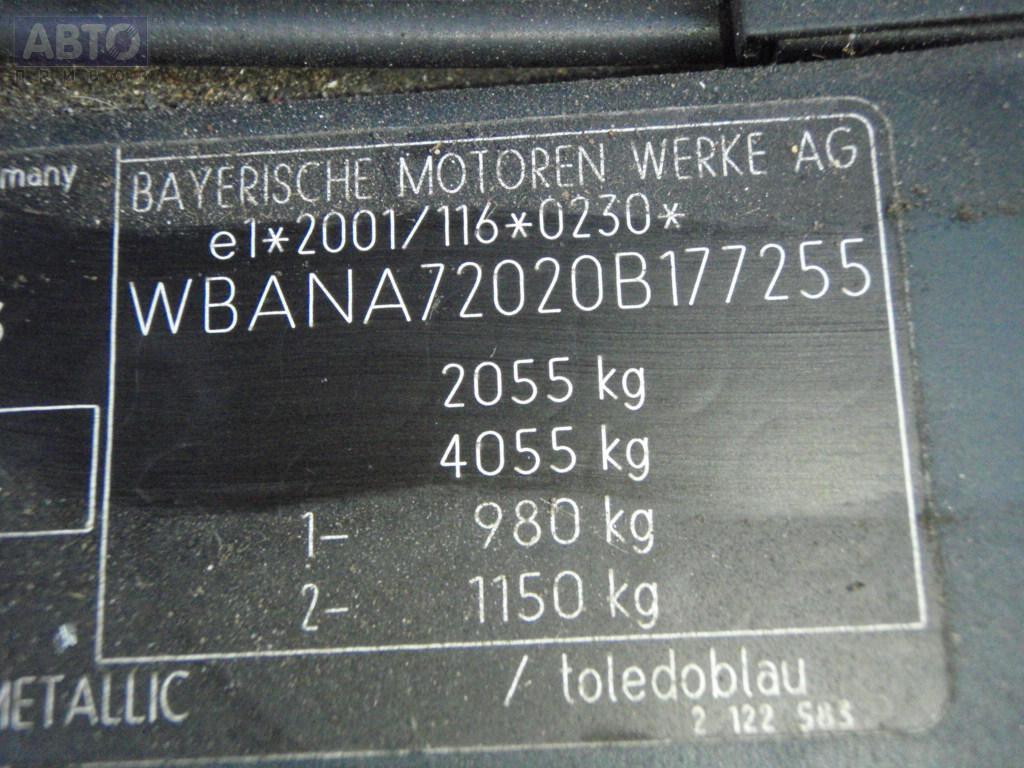 АВТО
ПРИВОЗ
many
BAYERISCHE MOTOREN WERKE AG
e1*2001/116*0230*
WBANA72020B177255
2055 kg
4055 kg
1- 980 kg
2- 1150 kg
METALLIC / toledoblau
2 122 583